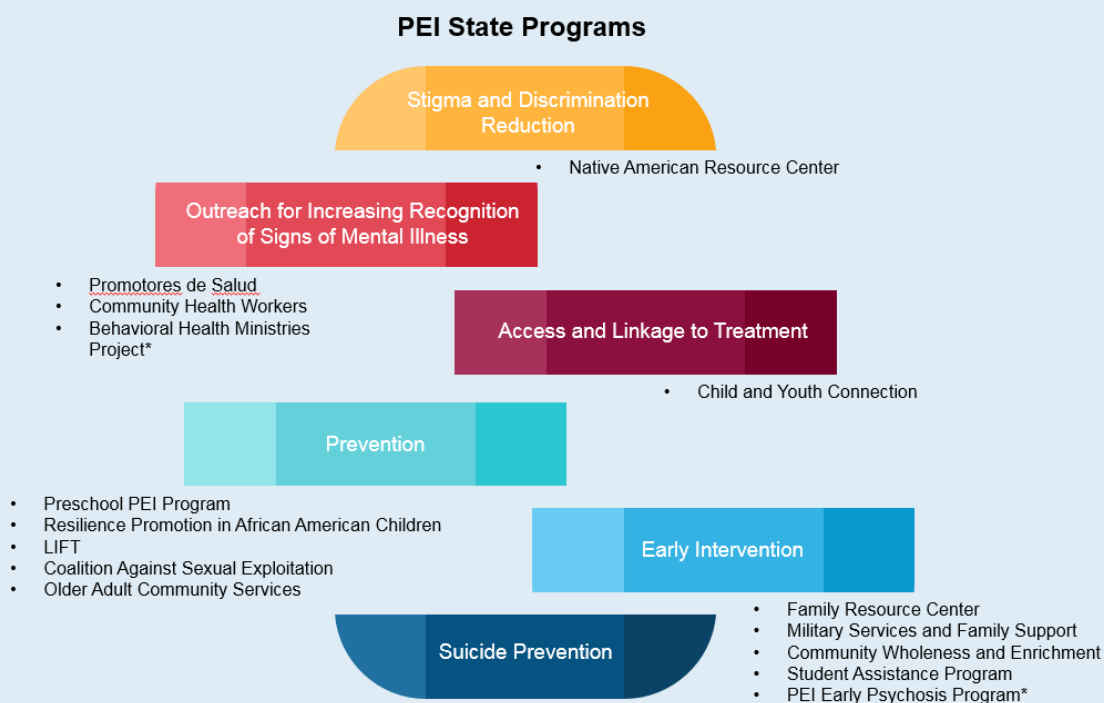 PEI State Programs
Stigma and Discrimination
Reduction
• Native American Resource Center
Outreach for Increasing Recognition
of Signs of Mental Illness
• Promotores de Salud
• Community Health Workers
• Behavioral Health Ministries
Project*
Access and Linkage to Treatment
• Child and Youth Connection
Prevention
• Preschool PEI Program
• Resilience Promotion in African American Children
• LIFT
• Coalition Against Sexual Exploitation
• Older Adult Community Services
Early Intervention
• Family Resource Center
• Military Services and Family Support
• Community Wholeness and Enrichment
• Student Assistance Program
• PEI Early Psychosis Program*
Suicide Prevention